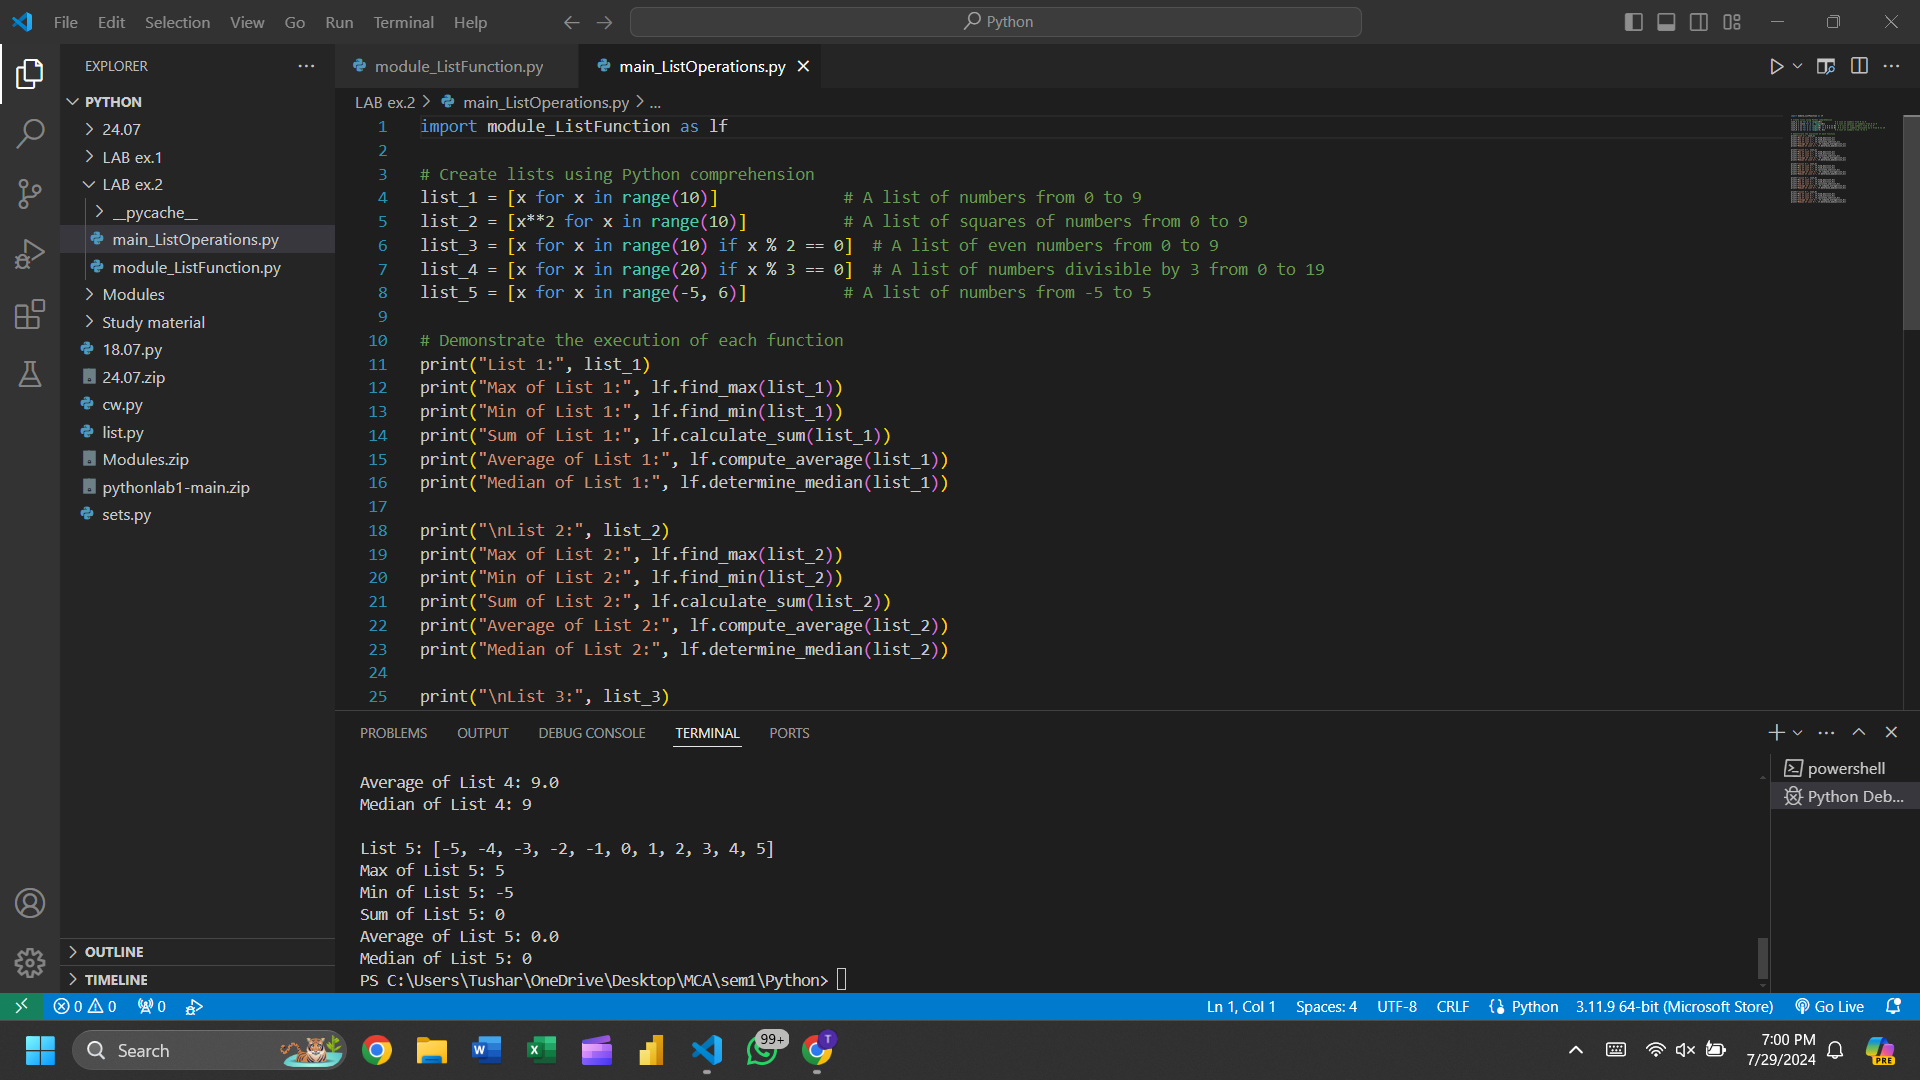 File Edit Selection View Go Run Terminal Help
Python
EXPLORER
PYTHON
24.07
LAB ex.1
LAB ex.2
__pycache__
main_ListOperations.py
module_ListFunction.py
Modules
Study material
18.07.py
24.07.zip
cw.py
list.py
Modules.zip
pythonlab1-main.zip
sets.py
OUTLINE
TIMELINE
module_ListFunction.py
main_ListOperations.py
LAB ex.2 > main_ListOperations.py > ...
1 import module_ListFunction as lf
2
3 # Create lists using Python comprehension
4 list_1 = [x for x in range(10)] # A list of numbers from 0 to 9
5 list_2 = [x**2 for x in range(10)] # A list of squares of numbers from 0 to 9
6 list_3 = [x for x in range(10) if x % 2 == 0] # A list of even numbers from 0 to 9
7 list_4 = [x for x in range(20) if x % 3 == 0] # A list of numbers divisible by 3 from 0 to 19
8 list_5 = [x for x in range(-5, 6)] # A list of numbers from -5 to 5
9
10 # Demonstrate the execution of each function
11 print("List 1:", list_1)
12 print("Max of List 1:", lf.find_max(list_1))
13 print("Min of List 1:", lf.find_min(list_1))
14 print("Sum of List 1:", lf.calculate_sum(list_1))
15 print("Average of List 1:", lf.compute_average(list_1))
16 print("Median of List 1:", lf.determine_median(list_1))
17
18 print("\nList 2:", list_2)
19 print("Max of List 2:", lf.find_max(list_2))
20 print("Min of List 2:", lf.find_min(list_2))
21 print("Sum of List 2:", lf.calculate_sum(list_2))
22 print("Average of List 2:", lf.compute_average(list_2))
23 print("Median of List 2:", lf.determine_median(list_2))
24
25 print("\nList 3:", list_3)
PROBLEMS OUTPUT DEBUG CONSOLE TERMINAL PORTS
Average of List 4: 9.0
Median of List 4: 9
List 5: [-5, -4, -3, -2, -1, 0, 1, 2, 3, 4, 5]
Max of List 5: 5
Min of List 5: -5
Sum of List 5: 0
Average of List 5: 0.0
Median of List 5: 0
PS C:\Users\Tushar\OneDrive\Desktop\MCA\sem1\Python>
powershell
Python Deb...
0 0 0 Ln 1, Col 1 Spaces: 4 UTF-8 CRLF Python 3.11.9 64-bit (Microsoft Store) Go Live
Search
99+
T
7:00 PM
7/29/2024
PRE